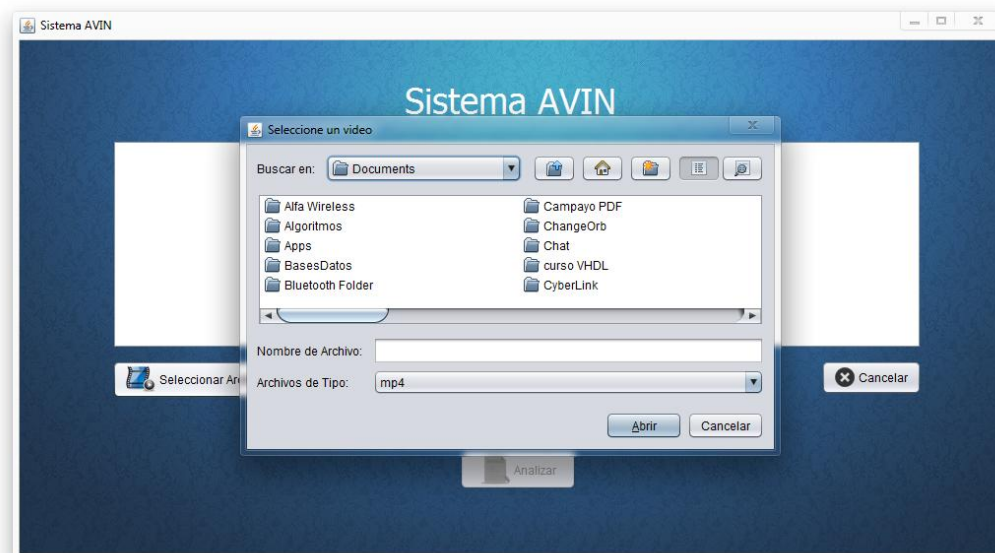 Sistema AVIN
Sistema AVIN
Seleccione un video
Buscar en: Documents
Alfa Wireless
Campayo PDF
Algoritmos
ChangeOrb
Apps
Chat
BasesDatos
curso VHDL
Bluetooth Folder
CyberLink
Nombre de Archivo:
Seleccionar
Archivos de Tipo: mp4
Cancelar
Abrir Cancelar
Analizar